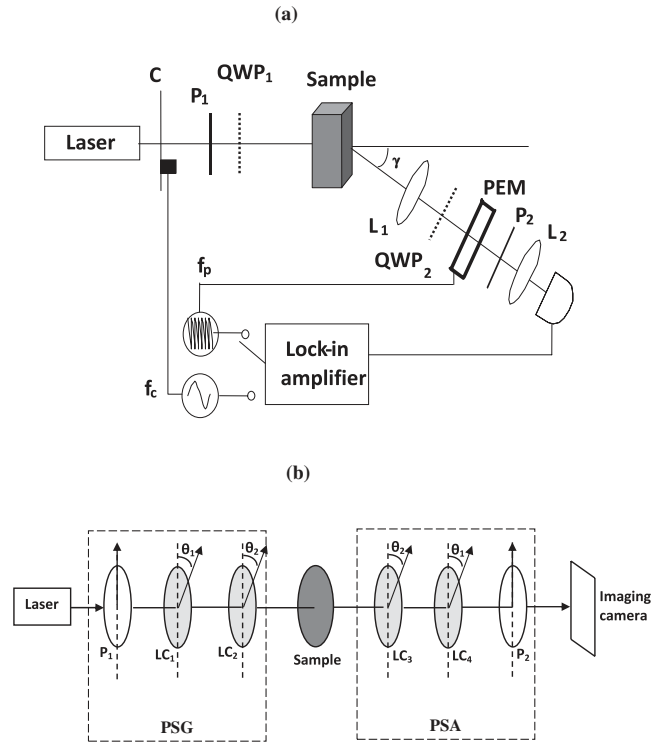 (a)
C
P₁
QWP₁
Sample
Laser
γ
L₁
QWP₂
PEM
P₂
L₂
fₚ
Lock-in
amplifier
f_c
(b)
θ₁
θ₂
θ₂
θ₁
Laser
P₁
LC₁
LC₂
Sample
LC₃
LC₄
P₂
Imaging
camera
PSG
PSA